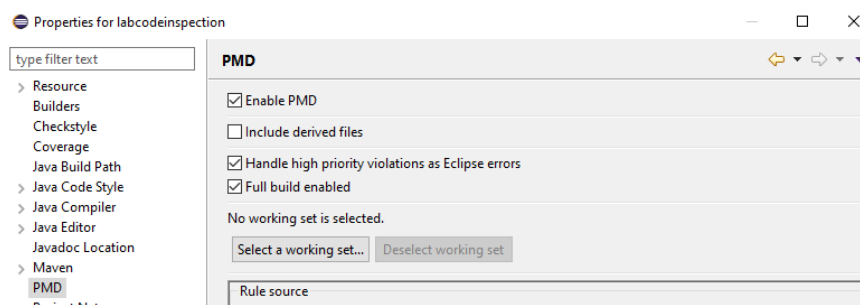 Properties for labcodeinspection
type filter text
Resource
Builders
Checkstyle
Coverage
Java Build Path
Java Code Style
Java Compiler
Java Editor
Javadoc Location
Maven
PMD
PMD
Enable PMD
Include derived files
Handle high priority violations as Eclipse errors
Full build enabled
No working set is selected.
Select a working set... Deselect working set
Rule source